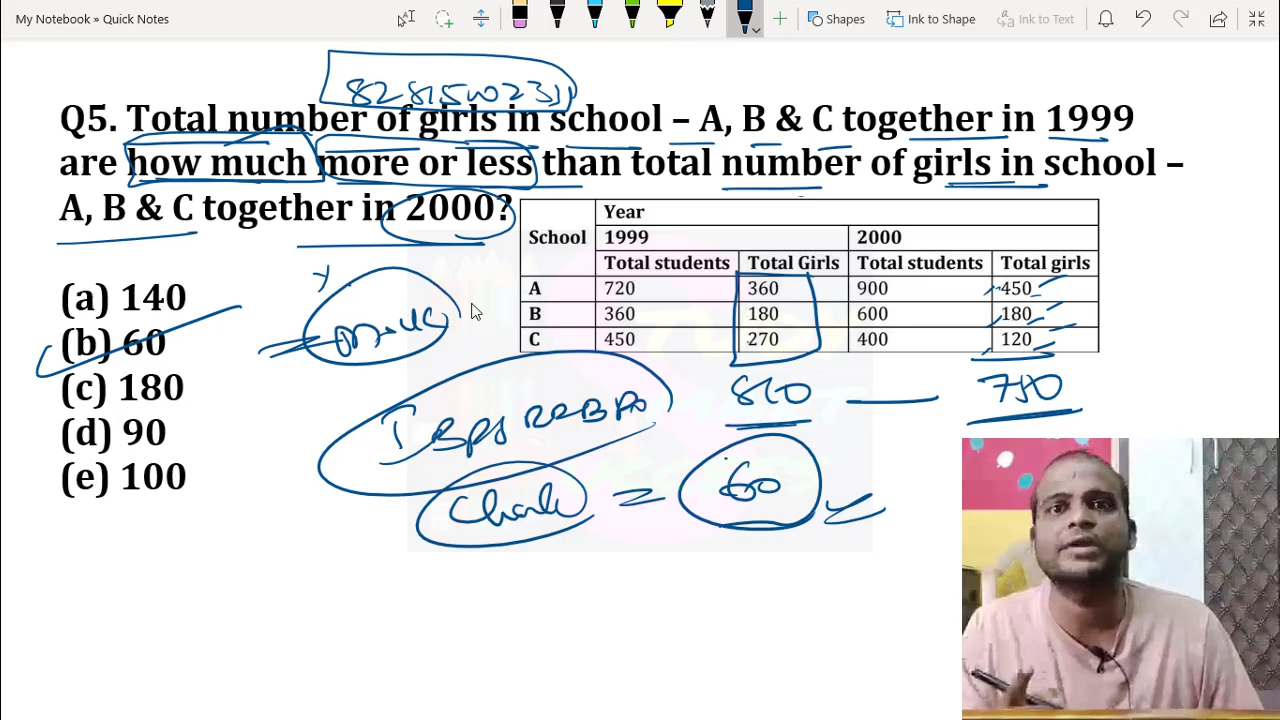 My Notebook » Quick Notes
Shapes
Ink to Shape
Ink to Text
Q5. Total number of girls in school – A, B & C together in 1999
are how much more or less than total number of girls in school –
A, B & C together in 2000?
School Year
1999 2000
Total students Total Girls Total students Total girls
A 720 360 900 450
B 360 180 600 180
C 450 270 400 120
(a) 140
(b) 60
(c) 180
(d) 90
(e) 100
810 — 750
IBPS RRB PO
= 60